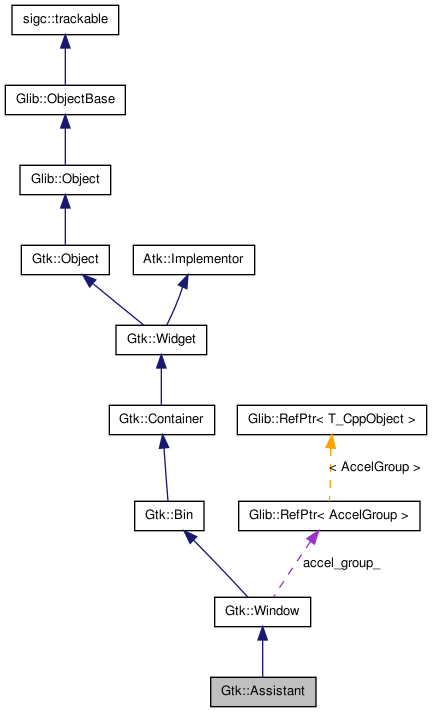 sigc::trackable
Glib::ObjectBase
Glib::Object
Gtk::Object
Atk::Implementor
Gtk::Widget
Gtk::Container
Glib::RefPtr< T_CppObject >
< AccelGroup >
Gtk::Bin
Glib::RefPtr< AccelGroup >
accel_group_
Gtk::Window
Gtk::Assistant